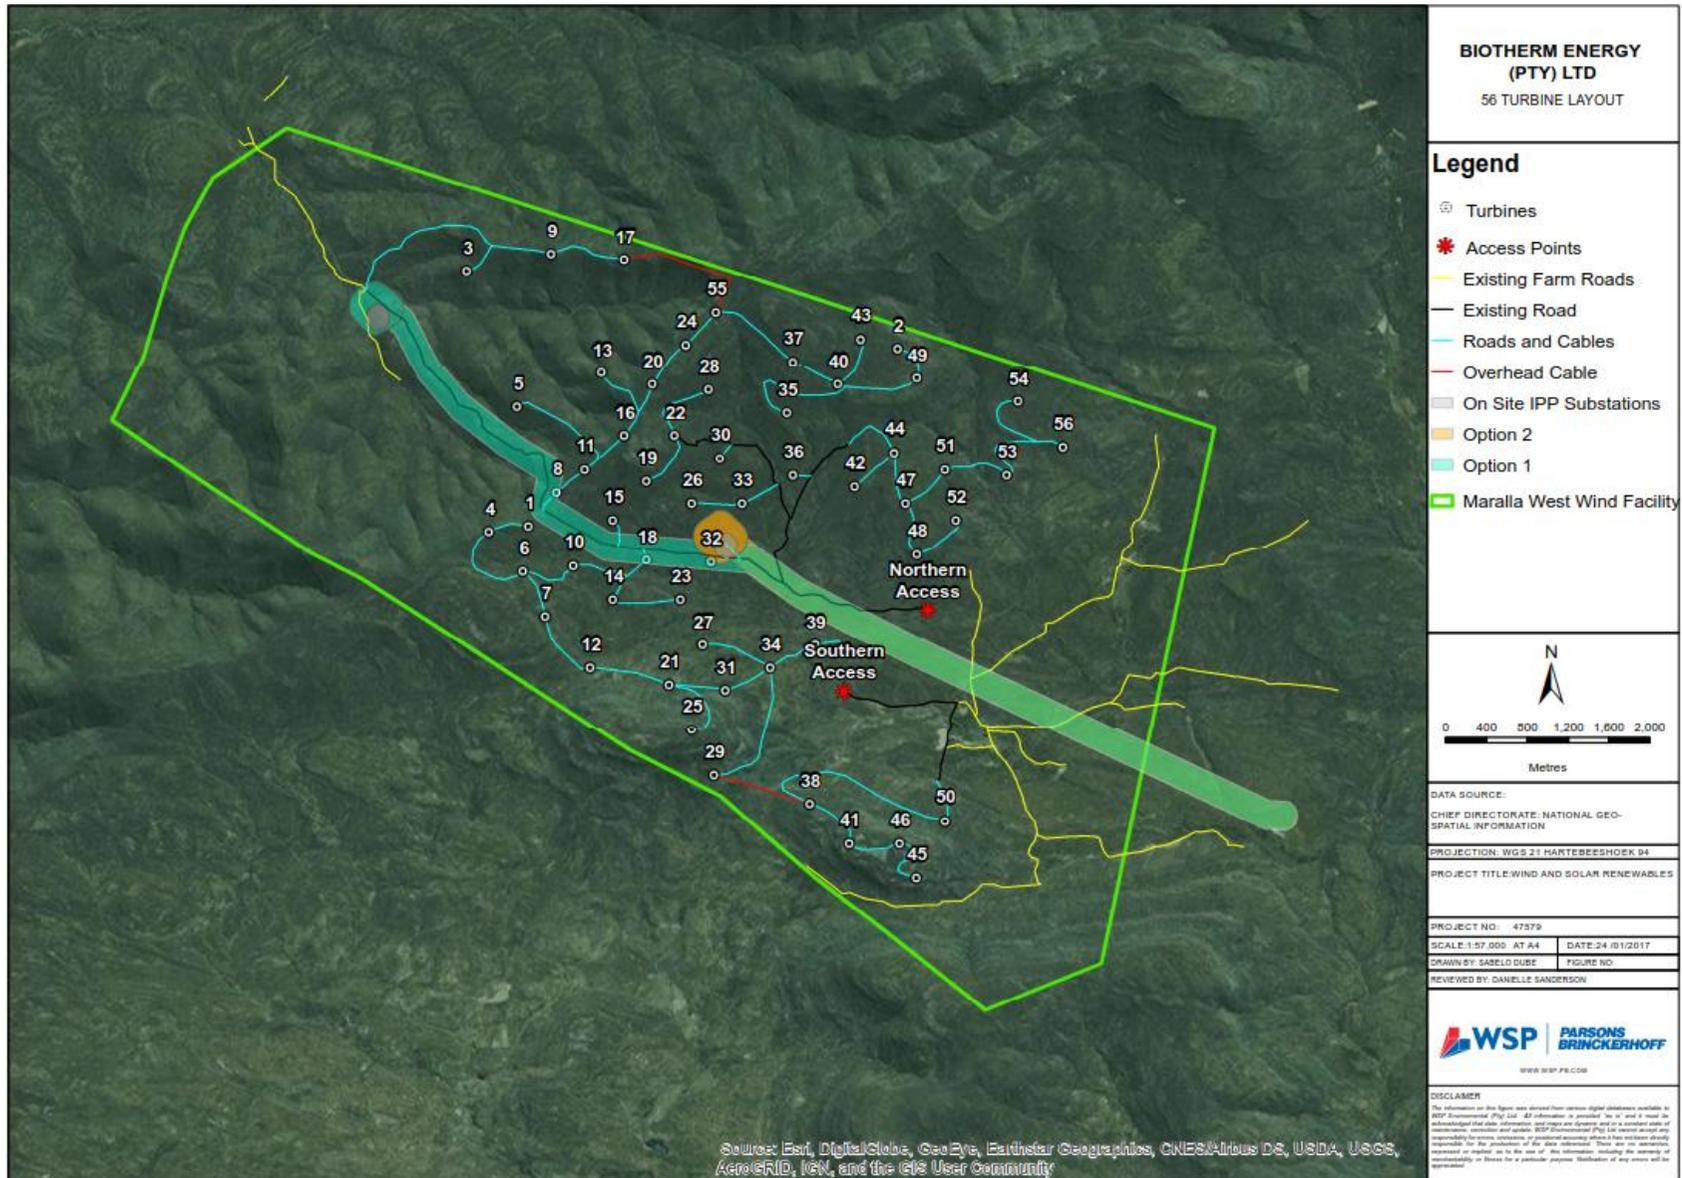 BIOTHERM ENERGY
(PTY) LTD
56 TURBINE LAYOUT
Legend
Turbines
Access Points
Existing Farm Roads
Existing Road
Roads and Cables
Overhead Cable
On Site IPP Substations
Option 2
Option 1
Maralla West Wind Facility
N
0 400 800 1,200 1,600 2,000
Metres
DATA SOURCE:
CHIEF DIRECTORATE: NATIONAL GEO-
SPATIAL INFORMATION
PROJECTION: WGS 21 HARTEBEESHOEK 94
PROJECT TITLE:WIND AND SOLAR RENEWABLES
PROJECT NO: 47579
SCALE:1:57,000 AT A4 DATE:24 /01/2017
DRAWN BY: SABELO DUBE FIGURE NO:
REVIEWED BY: DANIELLE SANDERSON
WSP PARSONS
BRINCKERHOFF
WWW.WSP-PB.COM
DISCLAIMER
17
9
3
55
24
43
2
37
13
20
28
40
49
5
35
54
16
22
30
44
56
11
19
36
51
53
8
42
26
33
47
1
15
52
4
48
6
10
18
32
Northern
Access
14
23
7
27
39
Southern
Access
12
21
31
34
25
29
38
50
41
46
45
Source: Esri, DigitalGlobe, GeoEye, Earthstar Geographics, CNES/Airbus DS, USDA, USGS,
AeroGRID, IGN, and the GIS User Community